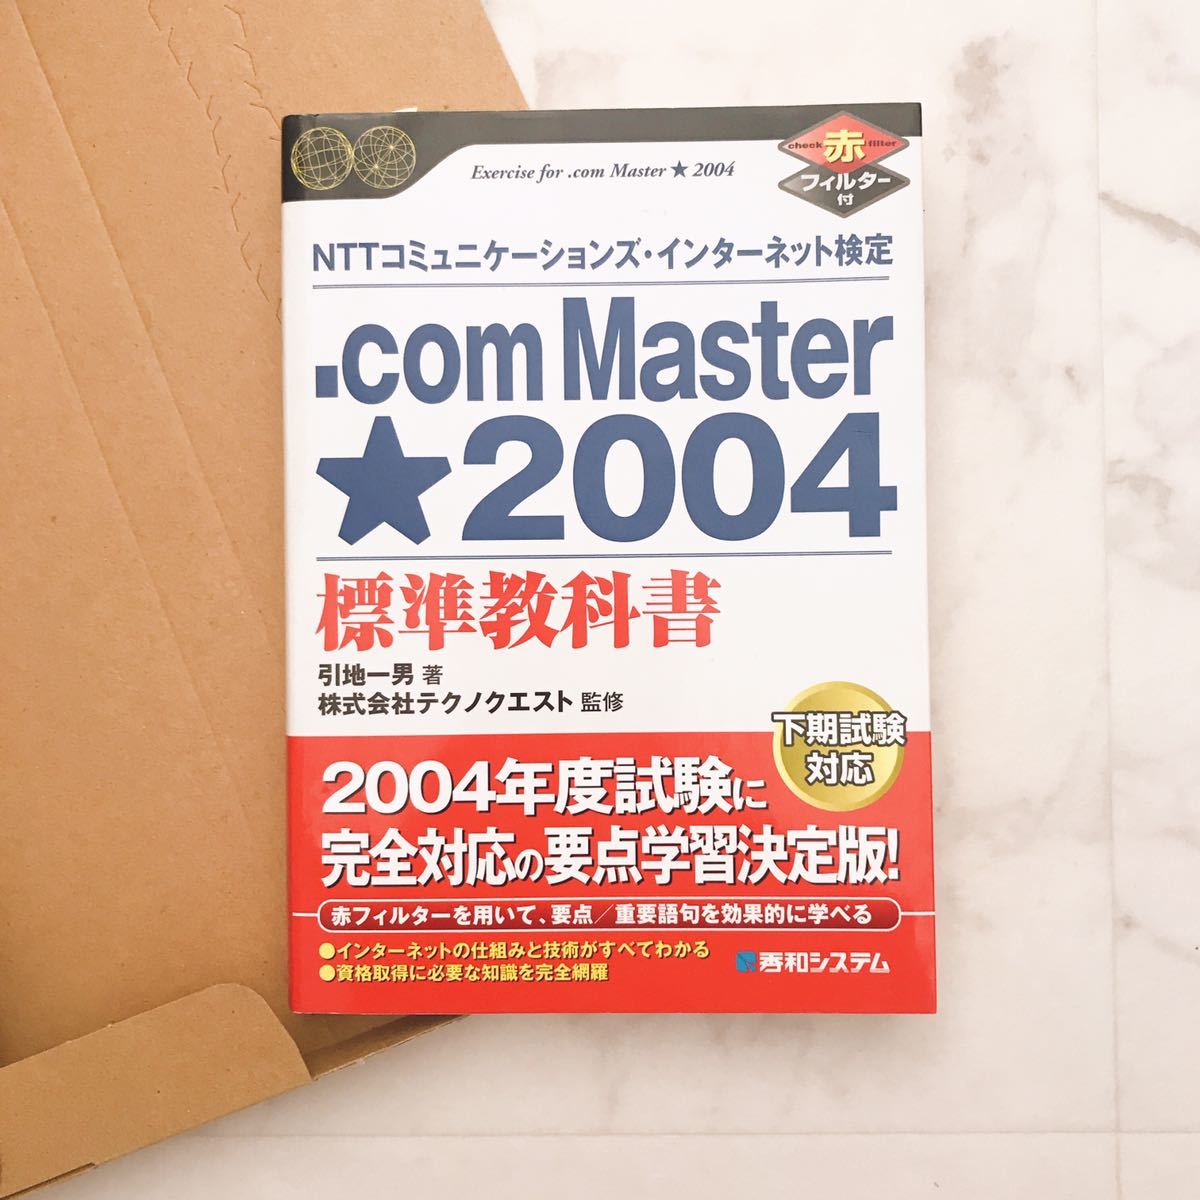 Exercise for .com Master★2004
check 赤 filter
フィルター
付
NTTコミュニケーションズ・インターネット検定
.com Master
★2004
標準教科書
引地一男 著
株式会社テクノクエスト 監修
下期試験
対応
2004年度試験に
完全対応の要点学習決定版!
赤フィルターを用いて、要点／重要語句を効果的に学べる
●インターネットの仕組みと技術がすべてわかる
●資格取得に必要な知識を完全網羅
秀和システム